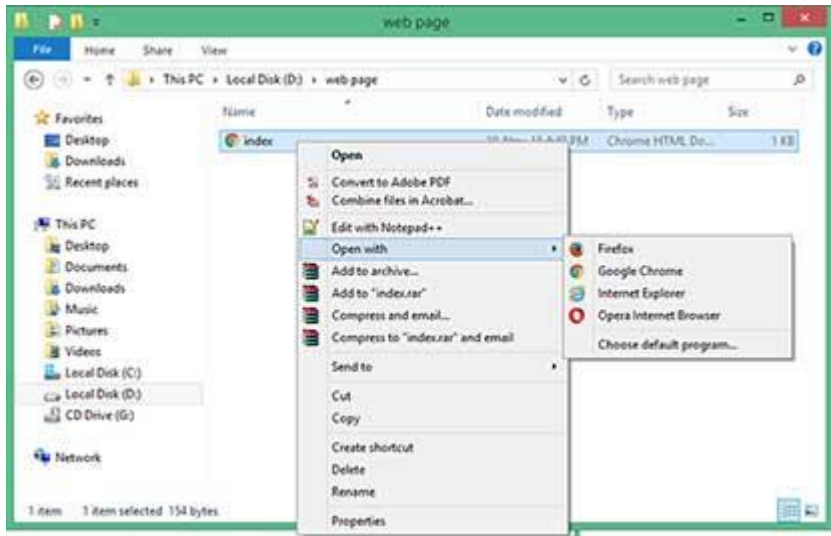 web page
File Home Share View
This PC Local Disk (D:) web page Search web page
Name Date modified Type Size
index PM Chrome HTML Do... 1 KB
Favorites
Desktop
Downloads
Recent places
This PC
Desktop
Documents
Downloads
Music
Pictures
Videos
Local Disk (C:)
Local Disk (D:)
CD Drive (G:)
Network
Open
Convert to Adobe PDF
Combine files in Acrobat...
Edit with Notepad++
Open with
Add to archive...
Add to "index.rar"
Compress and email...
Compress to "index.rar" and email
Send to
Cut
Copy
Create shortcut
Delete
Rename
Properties
Firefox
Google Chrome
Internet Explorer
Opera Internet Browser
Choose default program...
1 item 1 item selected 154 bytes